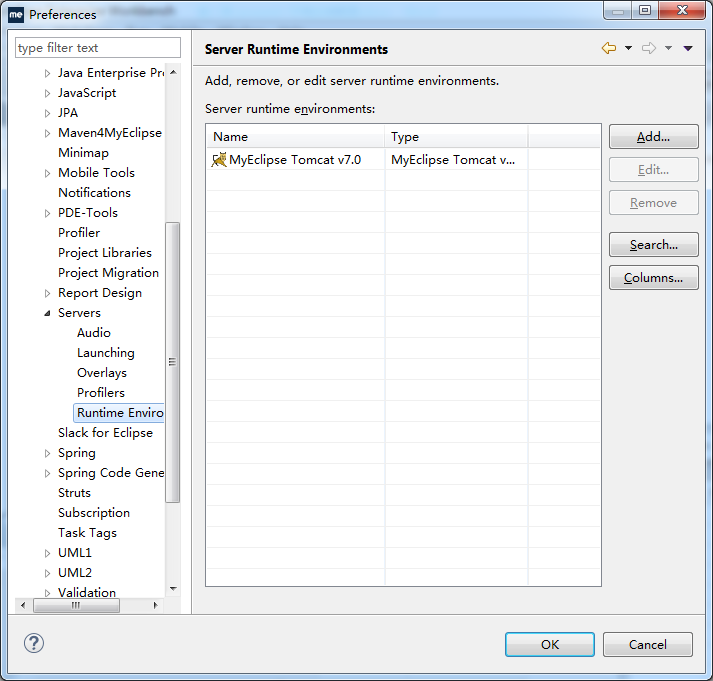 me Preferences
type filter text
Java Enterprise Pr
JavaScript
JPA
Maven4MyEclipse
Minimap
Mobile Tools
Notifications
PDE-Tools
Profiler
Project Libraries
Project Migration
Report Design
Servers
Audio
Launching
Overlays
Profilers
Runtime Enviro
Slack for Eclipse
Spring
Spring Code Gene
Struts
Subscription
Task Tags
UML1
UML2
Validation
Server Runtime Environments
Add, remove, or edit server runtime environments.
Server runtime environments:
Name Type
MyEclipse Tomcat v7.0 MyEclipse Tomcat v...
Add...
Edit...
Remove
Search...
Columns...
?
OK Cancel